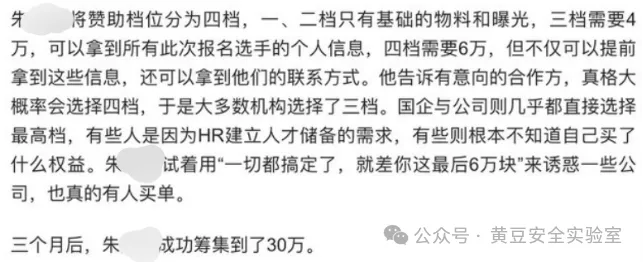 朱 将赞助档位分为四档，一、二档只有基础的物料和曝光，三档需要4
万，可以拿到所有此次报名选手的个人信息，四档需要6万，但不仅可以提前
拿到这些信息，还可以拿到他们的联系方式。他告诉有意向的合作方，真格大
概率会选择四档，于是大多数机构选择了三档。国企与公司则几乎都直接选择
最高档，有些人是因为HR建立人才储备的需求，有些则根本不知道自己买了
什么权益。朱 试着用“一切都搞定了，就差你这最后6万块”来诱惑一些公
司，也真的有人买单。
三个月后，朱 成功筹集到了30万。
公众号·黄豆安全实验室